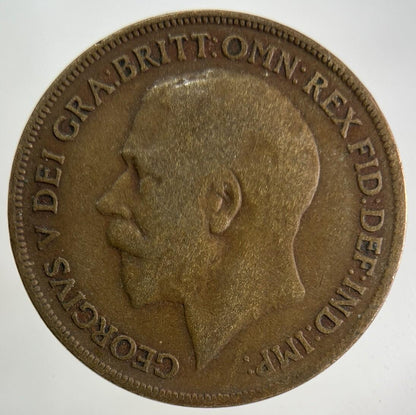 GEORGIVS V DEI GRA: BRITT: OMN: REX FID: DEF: IND: IMP: